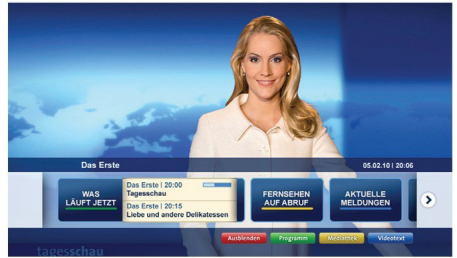 Das Erste 05.02.10 | 20:06
WAS
LÄUFT JETZT
Das Erste | 20:00
Tagesschau
Das Erste | 20:15
Liebe und andere Delikatessen
FERNSEHEN
AUF ABRUF
AKTUELLE
MELDUNGEN
Ausblenden Programm Mediathek Videotext
tagesschau